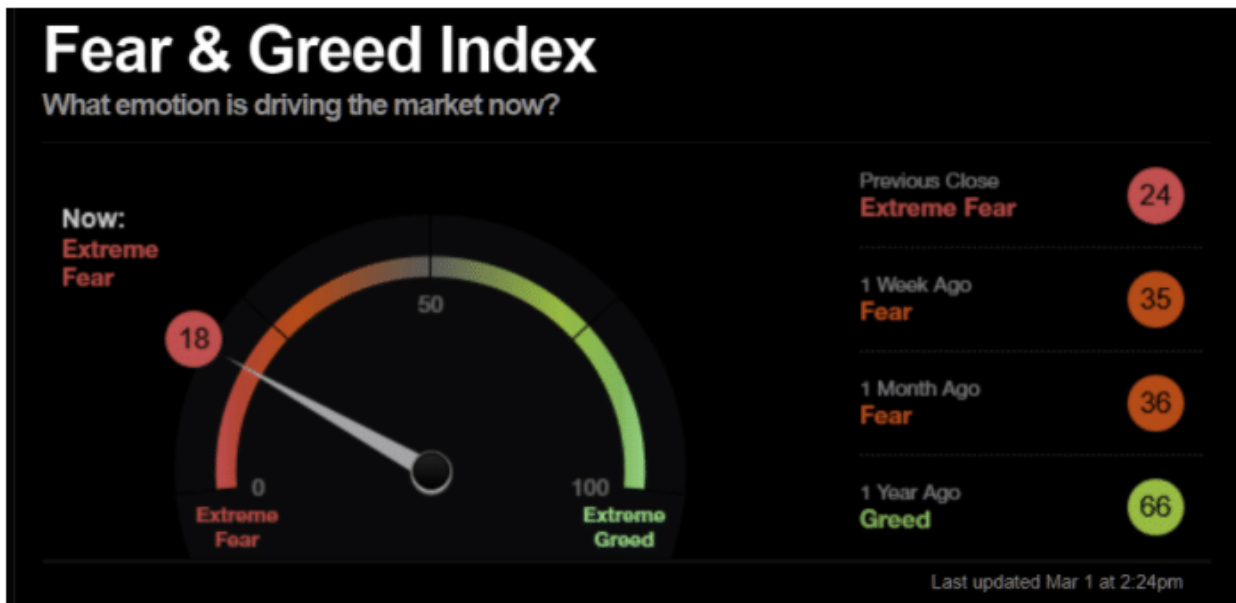 Fear & Greed Index
What emotion is driving the market now?
Now:
Extreme
Fear
18
50
0
Extreme
Fear
100
Extreme
Greed
Previous Close
Extreme Fear
24
1 Week Ago
Fear
35
1 Month Ago
Fear
36
1 Year Ago
Greed
66
Last updated Mar 1 at 2:24pm